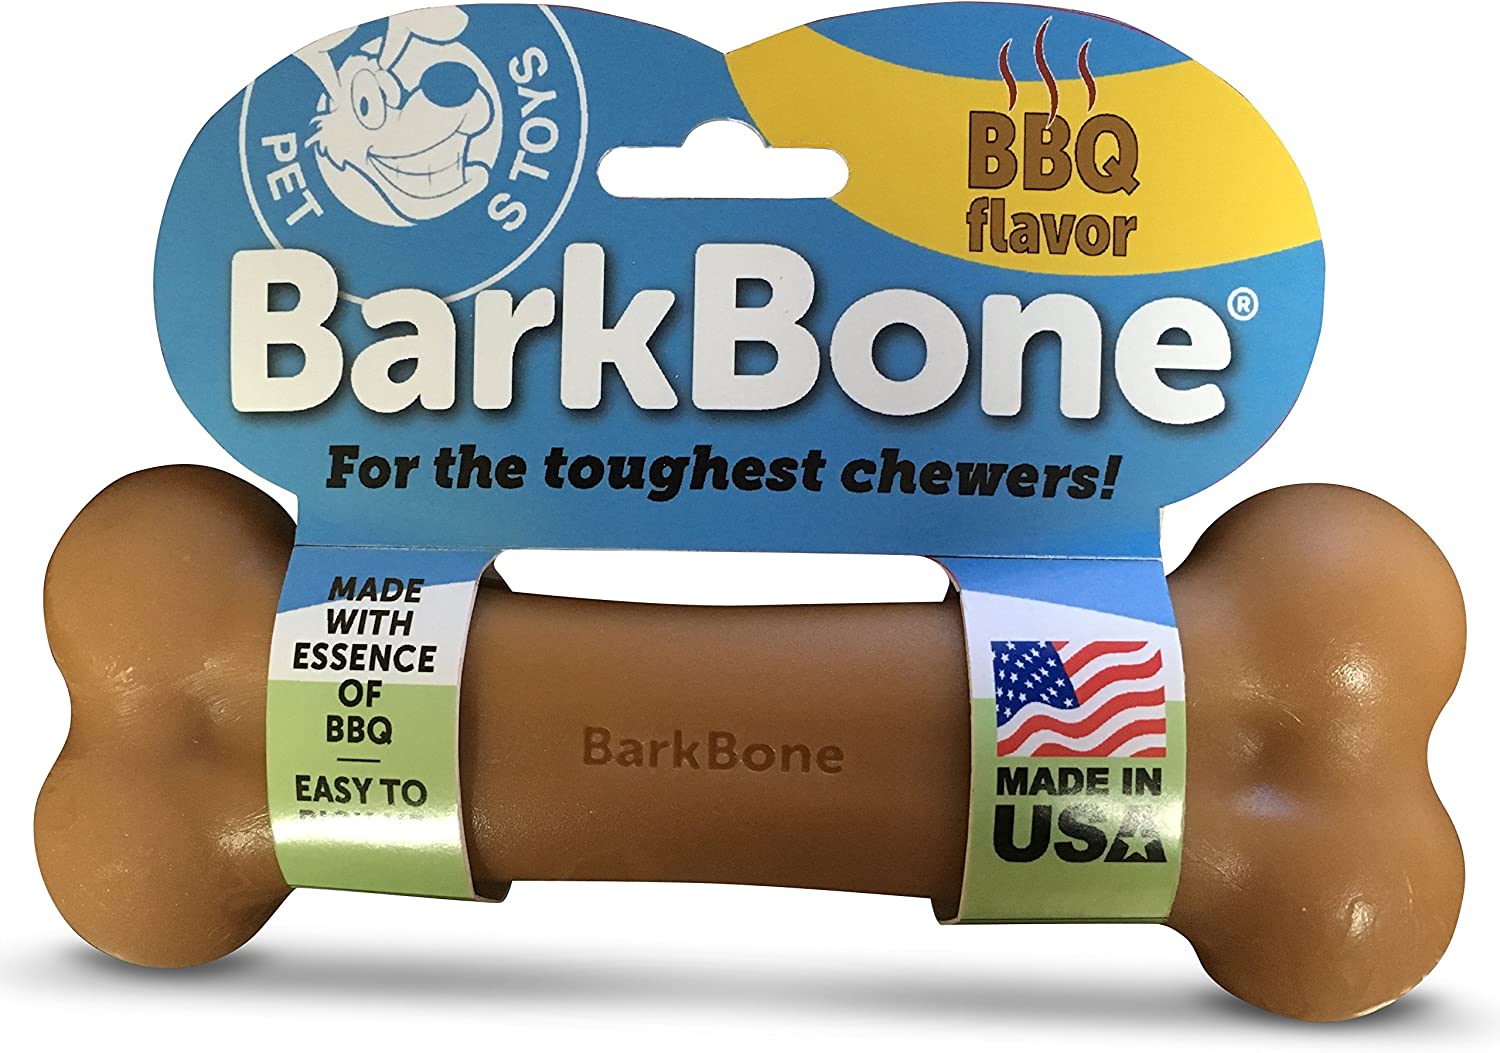 PET
S TOYS
BBQ
flavor
BarkBone®
For the toughest chewers!
MADE
WITH
ESSENCE
OF
BBQ
EASY TO
BarkBone
MADE IN
USA